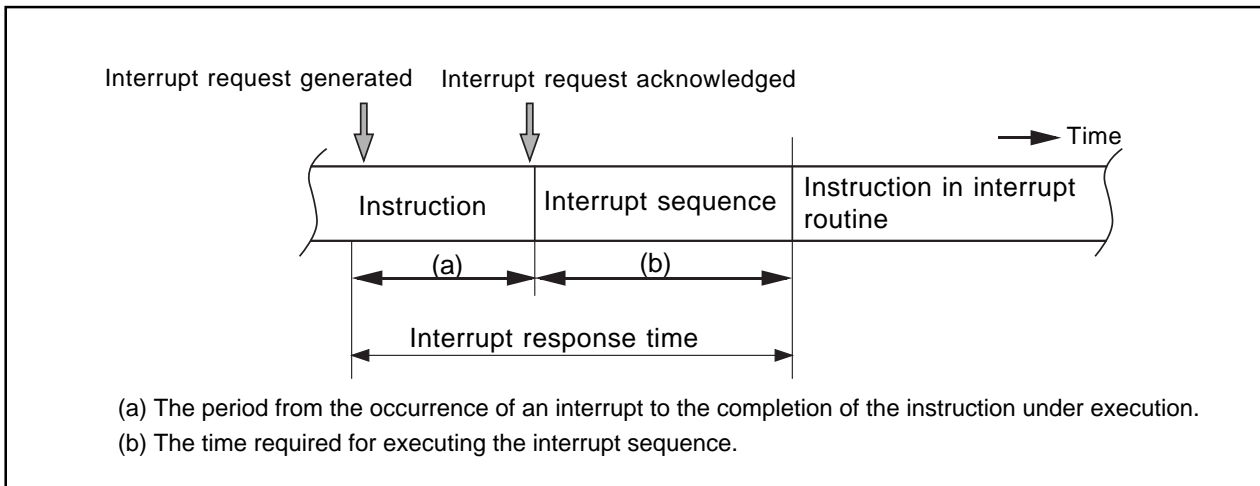 Interrupt request generated
Interrupt request acknowledged
Time
Instruction
Interrupt sequence
Instruction in interrupt
routine
(a)
(b)
Interrupt response time
(a) The period from the occurrence of an interrupt to the completion of the instruction under execution.
(b) The time required for executing the interrupt sequence.